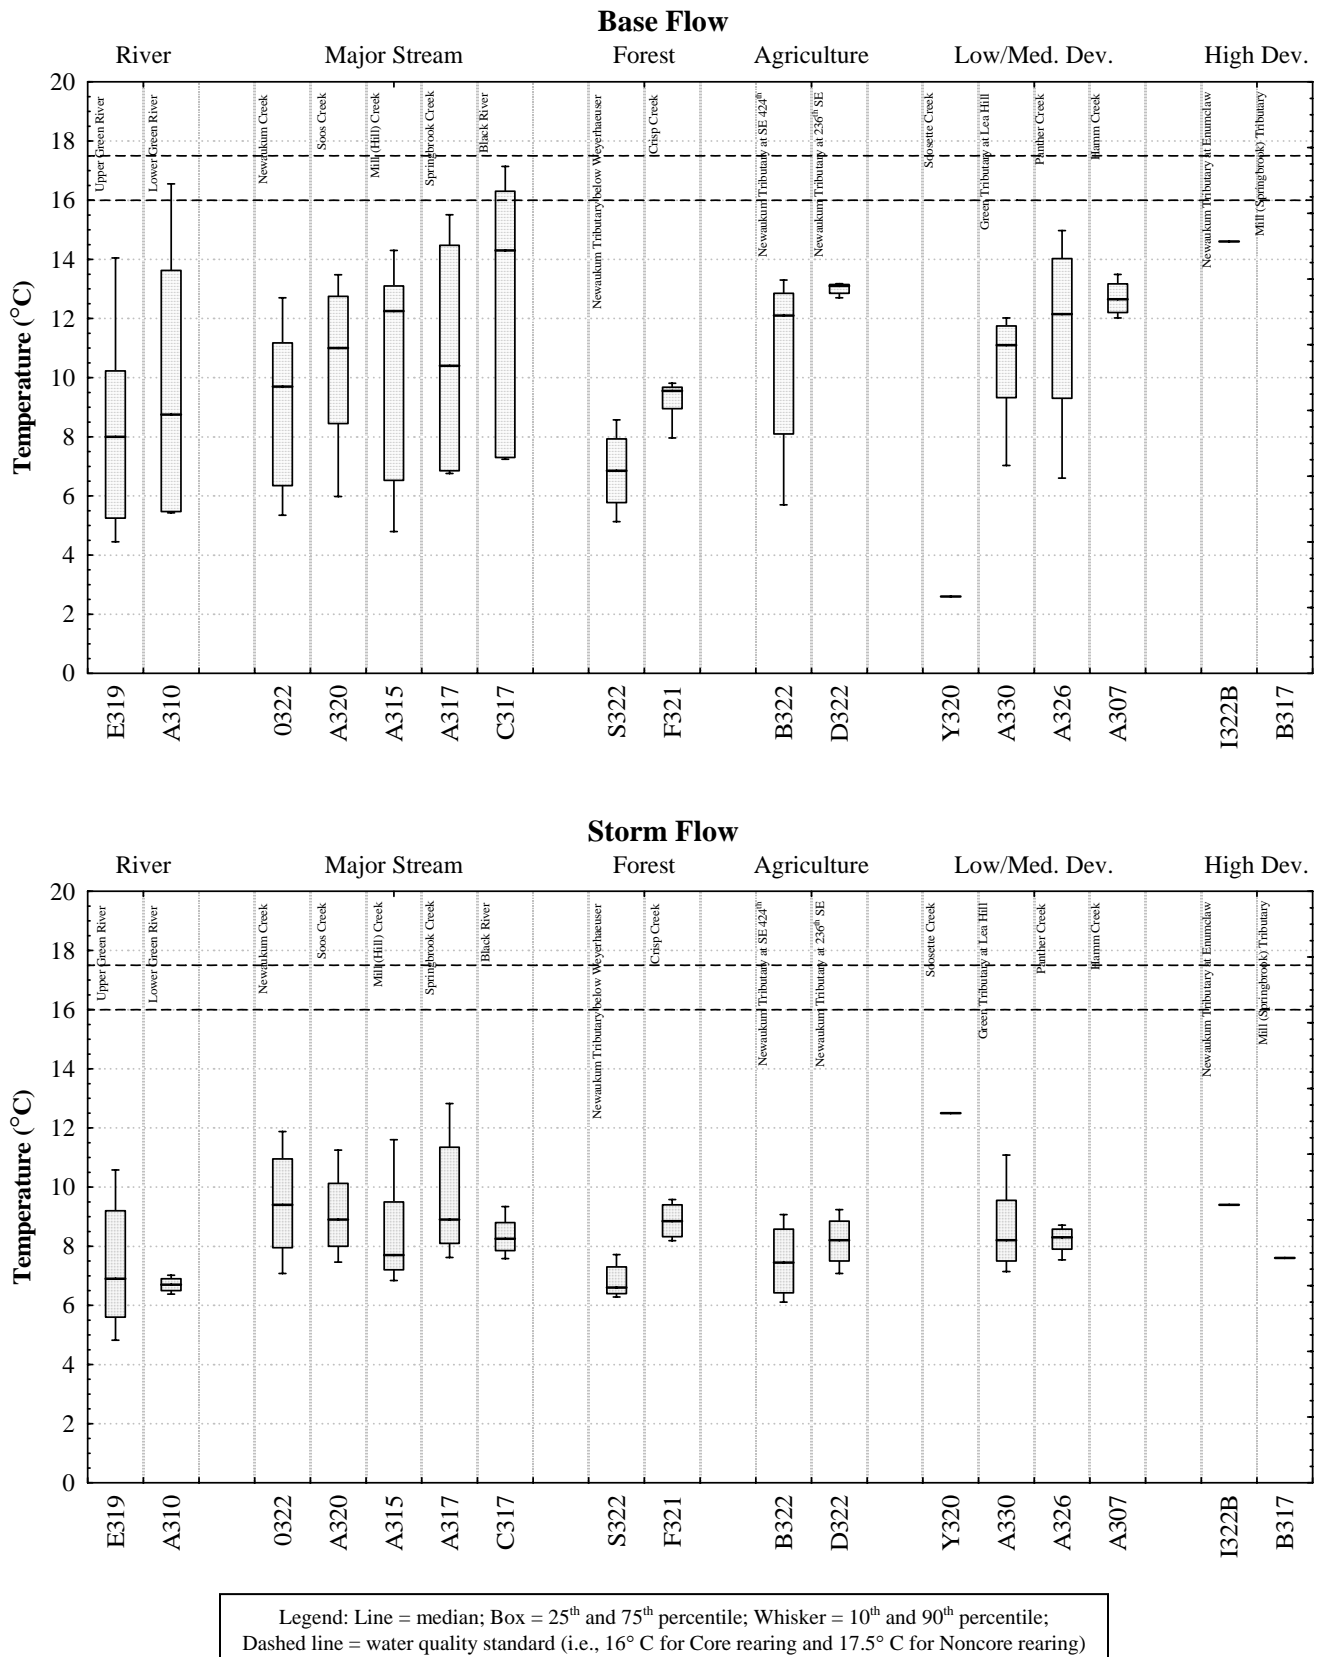 Base Flow
River Major Stream Forest Agriculture Low/Med. Dev. High Dev.
20
18
16
14
12
10
8
6
4
2
0
Temperature (°C)
Upper Green River
Lower Green River
Newaukum Creek
Soos Creek
Mill (Hill) Creek
Springbrook Creek
Black River
Newaukum Tributary below Weyerhaeuser
Crisp Creek
Newaukum Tributary at SE 424th
Newaukum Tributary at 236th SE
Soosette Creek
Green Tributary at Lea Hill
Panther Creek
Hamm Creek
Newaukum Tributary at Enumclaw
Mill (Springbrook) Tributary
E319 A310 0322 A320 A315 A317 C317 S322 F321 B322 D322 Y320 A330 A326 A307 I322B B317
Storm Flow
River Major Stream Forest Agriculture Low/Med. Dev. High Dev.
20
18
16
14
12
10
8
6
4
2
0
Temperature (°C)
Upper Green River
Lower Green River
Newaukum Creek
Soos Creek
Mill (Hill) Creek
Springbrook Creek
Black River
Newaukum Tributary below Weyerhaeuser
Crisp Creek
Newaukum Tributary at SE 424th
Newaukum Tributary at 236th SE
Soosette Creek
Green Tributary at Lea Hill
Panther Creek
Hamm Creek
Newaukum Tributary at Enumclaw
Mill (Springbrook) Tributary
E319 A310 0322 A320 A315 A317 C317 S322 F321 B322 D322 Y320 A330 A326 A307 I322B B317
Legend: Line = median; Box = 25th and 75th percentile; Whisker = 10th and 90th percentile;
Dashed line = water quality standard (i.e., 16° C for Core rearing and 17.5° C for Noncore rearing)